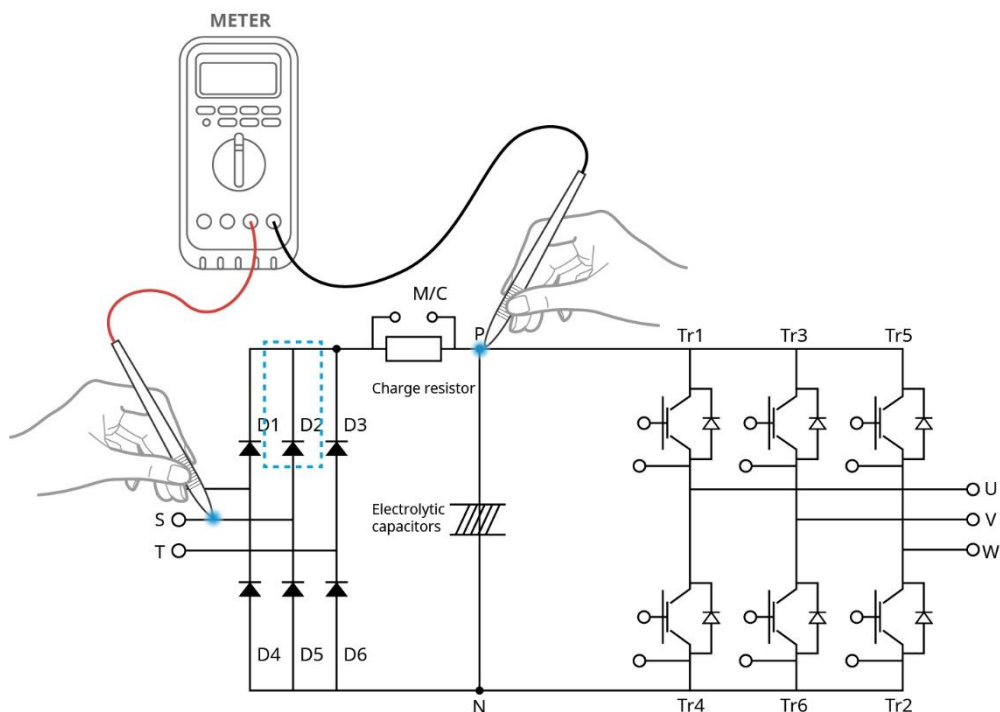 METER
M/C
P
Tr1
Tr3
Tr5
Charge resistor
D1
D2
D3
S
T
Electrolytic
capacitors
U
V
W
D4
D5
D6
N
Tr4
Tr6
Tr2